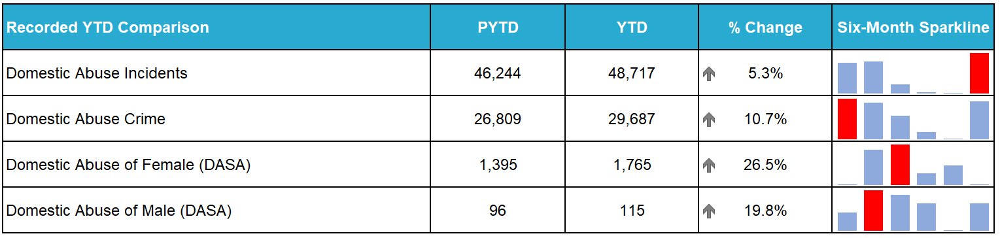 Recorded YTD Comparison PYTD YTD % Change Six-Month Sparkline
Domestic Abuse Incidents 46,244 48,717 5.3%
Domestic Abuse Crime 26,809 29,687 10.7%
Domestic Abuse of Female (DASA) 1,395 1,765 26.5%
Domestic Abuse of Male (DASA) 96 115 19.8%